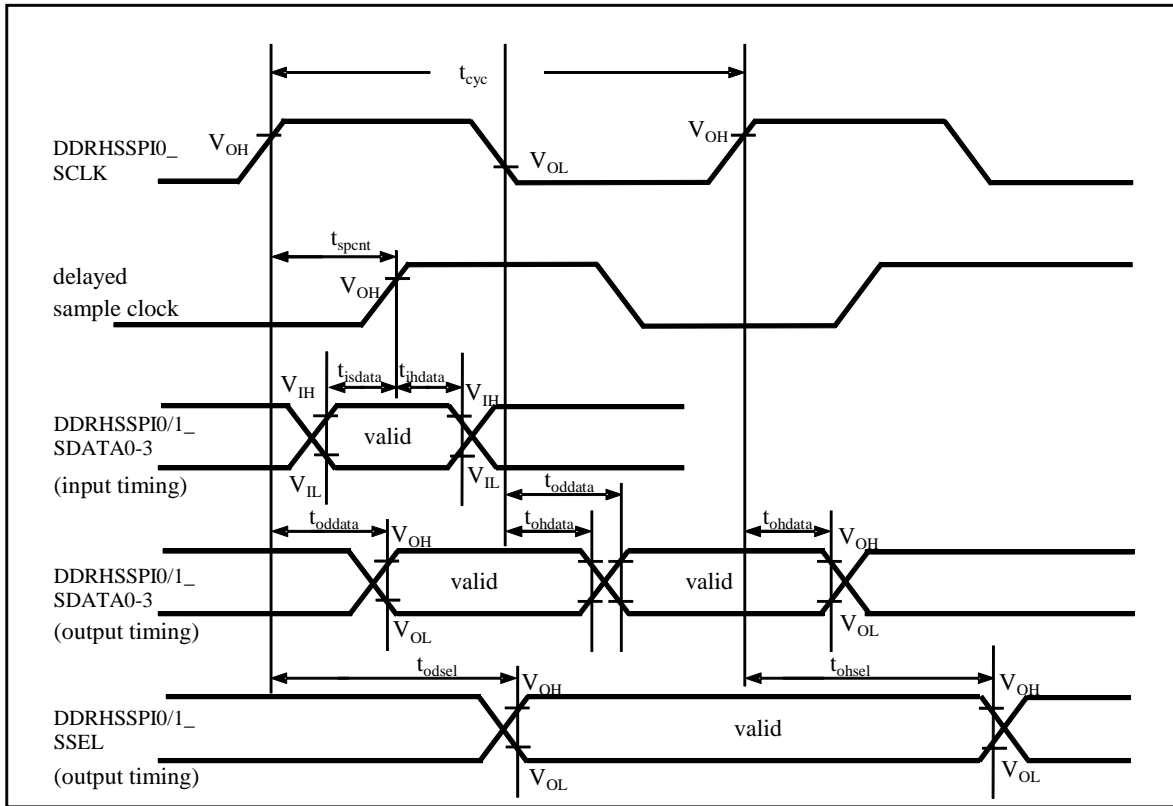 tcyc
DDRHSSPI0_
SCLK
VOH
VOL
VOH
tspcnt
delayed
sample clock
VOH
tisdata
tihdata
VIH
VIH
DDRHSSPI0/1_
SDATA0-3
(input timing)
valid
VIL
VIL
toddata
toddata
tohdata
tohdata
VOH
VOH
DDRHSSPI0/1_
SDATA0-3
(output timing)
valid
valid
VOL
VOL
todsel
tohsel
VOH
VOH
DDRHSSPI0/1_
SSEL
(output timing)
valid
VOL
VOL